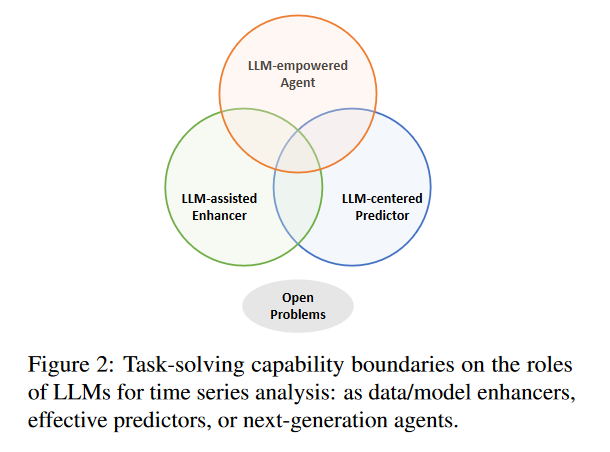 LLM-empowered
Agent
LLM-assisted
Enhancer
LLM-centered
Predictor
Open
Problems
Figure 2: Task-solving capability boundaries on the roles
of LLMs for time series analysis: as data/model enhancers,
effective predictors, or next-generation agents.